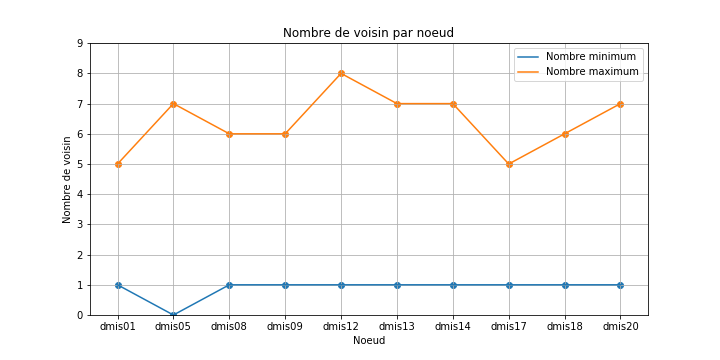 Nombre de voisin par noeud
Nombre minimum
Nombre maximum
Nombre de voisin
9
8
7
6
5
4
3
2
1
0
dmis01 dmis05 dmis08 dmis09 dmis12 dmis13 dmis14 dmis17 dmis18 dmis20
Noeud